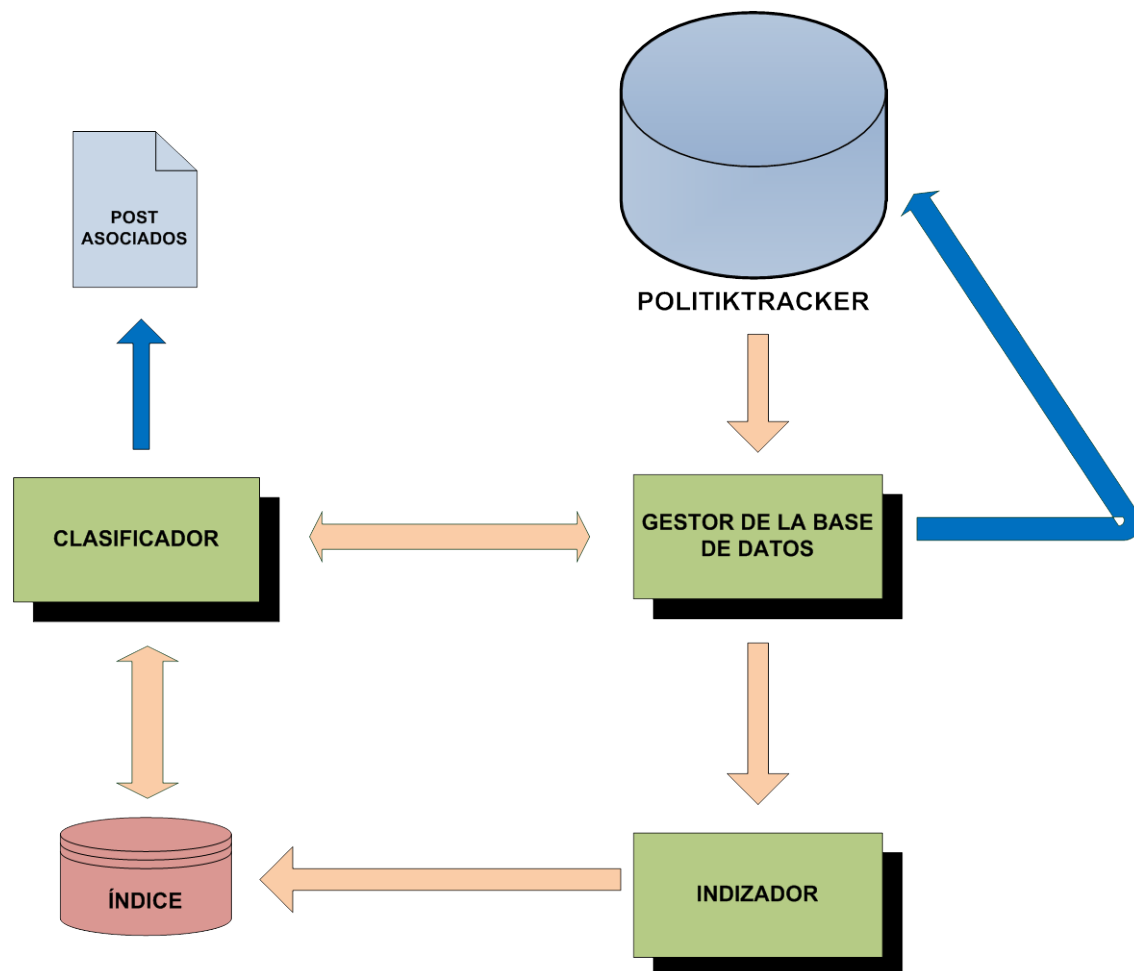 POST
ASOCIADOS
POLITIKTRACKER
CLASIFICADOR
GESTOR DE LA BASE
DE DATOS
ÍNDICE
INDIZADOR